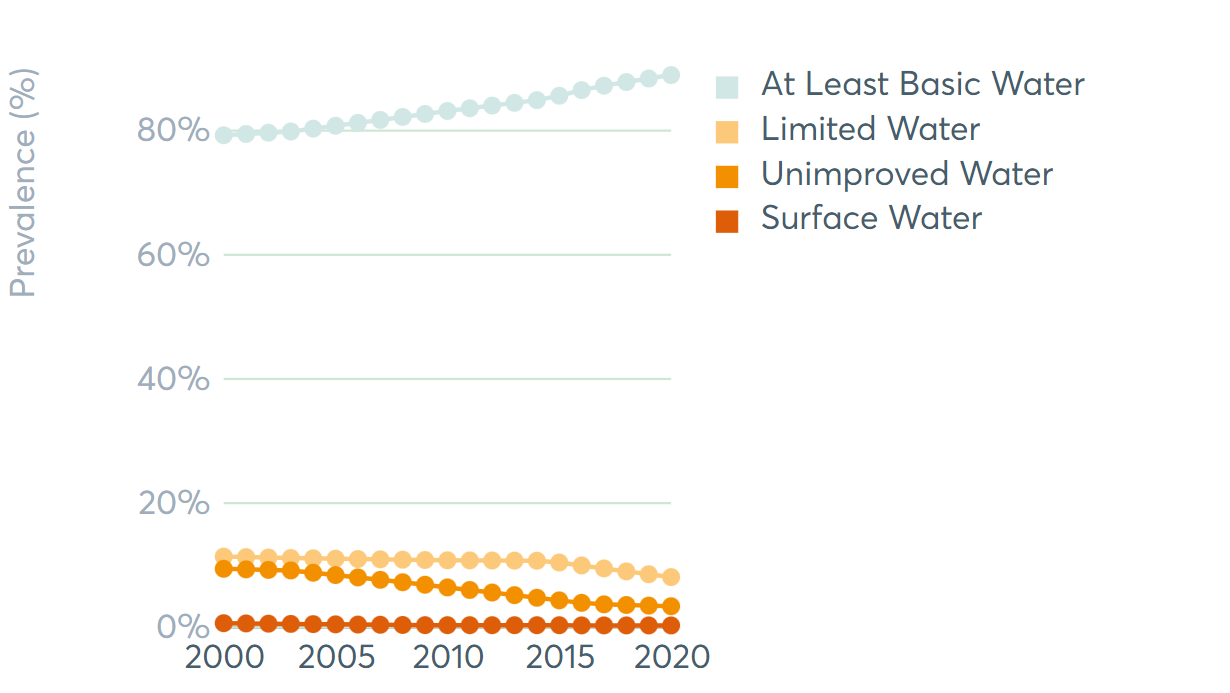 Prevalence (%)
80%
60%
40%
20%
0%
2000 2005 2010 2015 2020
At Least Basic Water
Limited Water
Unimproved Water
Surface Water